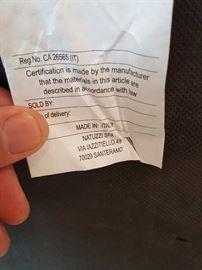 Reg No. CA 26565 (IT)
Certification is made by the manufacturer
that the materials in this article are
described in accordance with law
SOLD BY:
of delivery:
MADE IN: ITALY
NATUZZI SPA
VIA IAZZITIELLO,47
70029 SANTERAMO